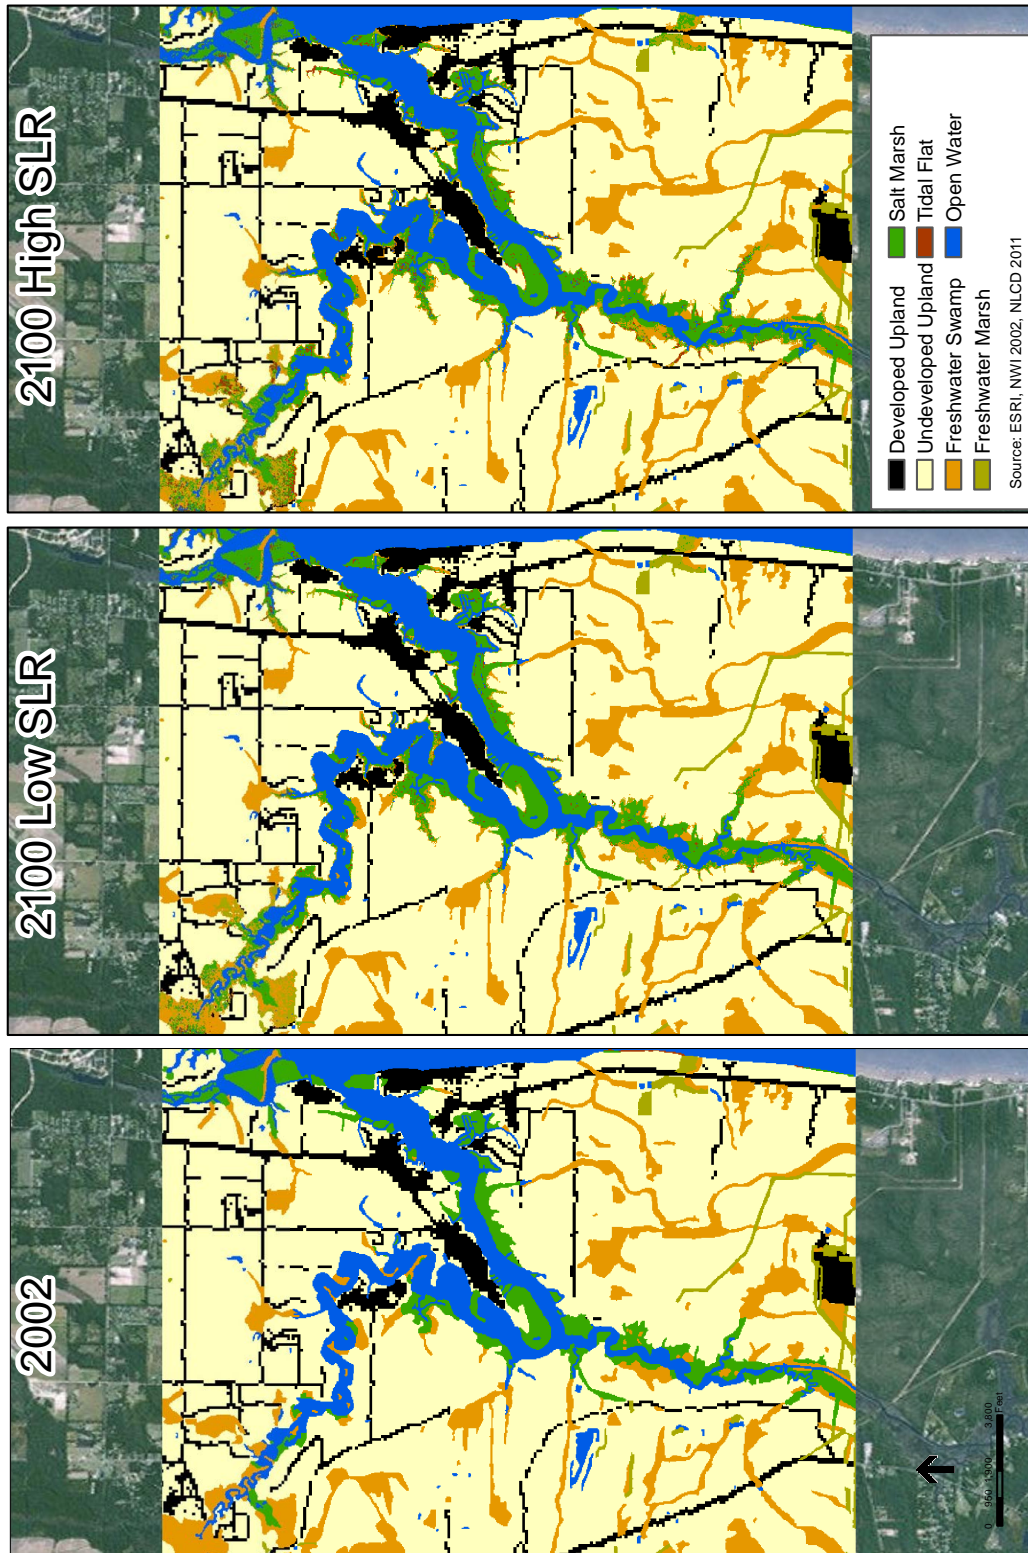 2002
2100 Low SLR
2100 High SLR
0 950 1,900 3,800
Feet
Developed Upland
Undeveloped Upland
Freshwater Swamp
Freshwater Marsh
Salt Marsh
Tidal Flat
Open Water
Source: ESRI, NWI 2002, NLCD 2011